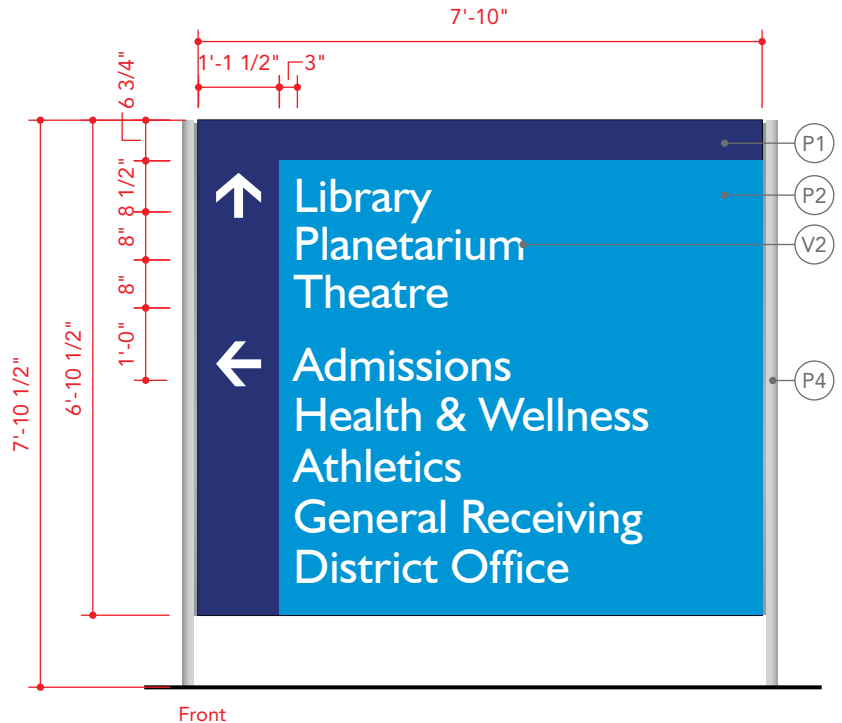 7'-10"
1'-1 1/2"
3"
6 3/4"
8 1/2"
8"
8"
1'-0"
6'-10 1/2"
7'-10 1/2"
P1
P2
V2
P4
Library
Planetarium
Theatre
Admissions
Health & Wellness
Athletics
General Receiving
District Office
Front